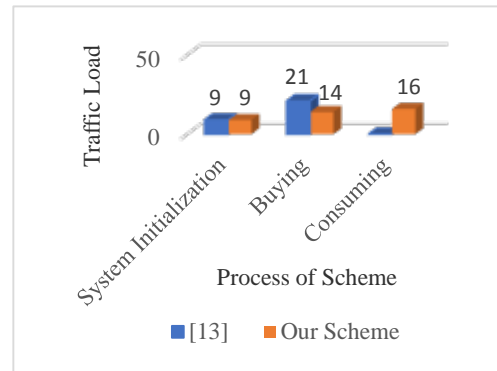 50
21
16
14
9 9
0
Traffic Load
System Initialization
Buying
Consuming
Process of Scheme
[13] Our Scheme